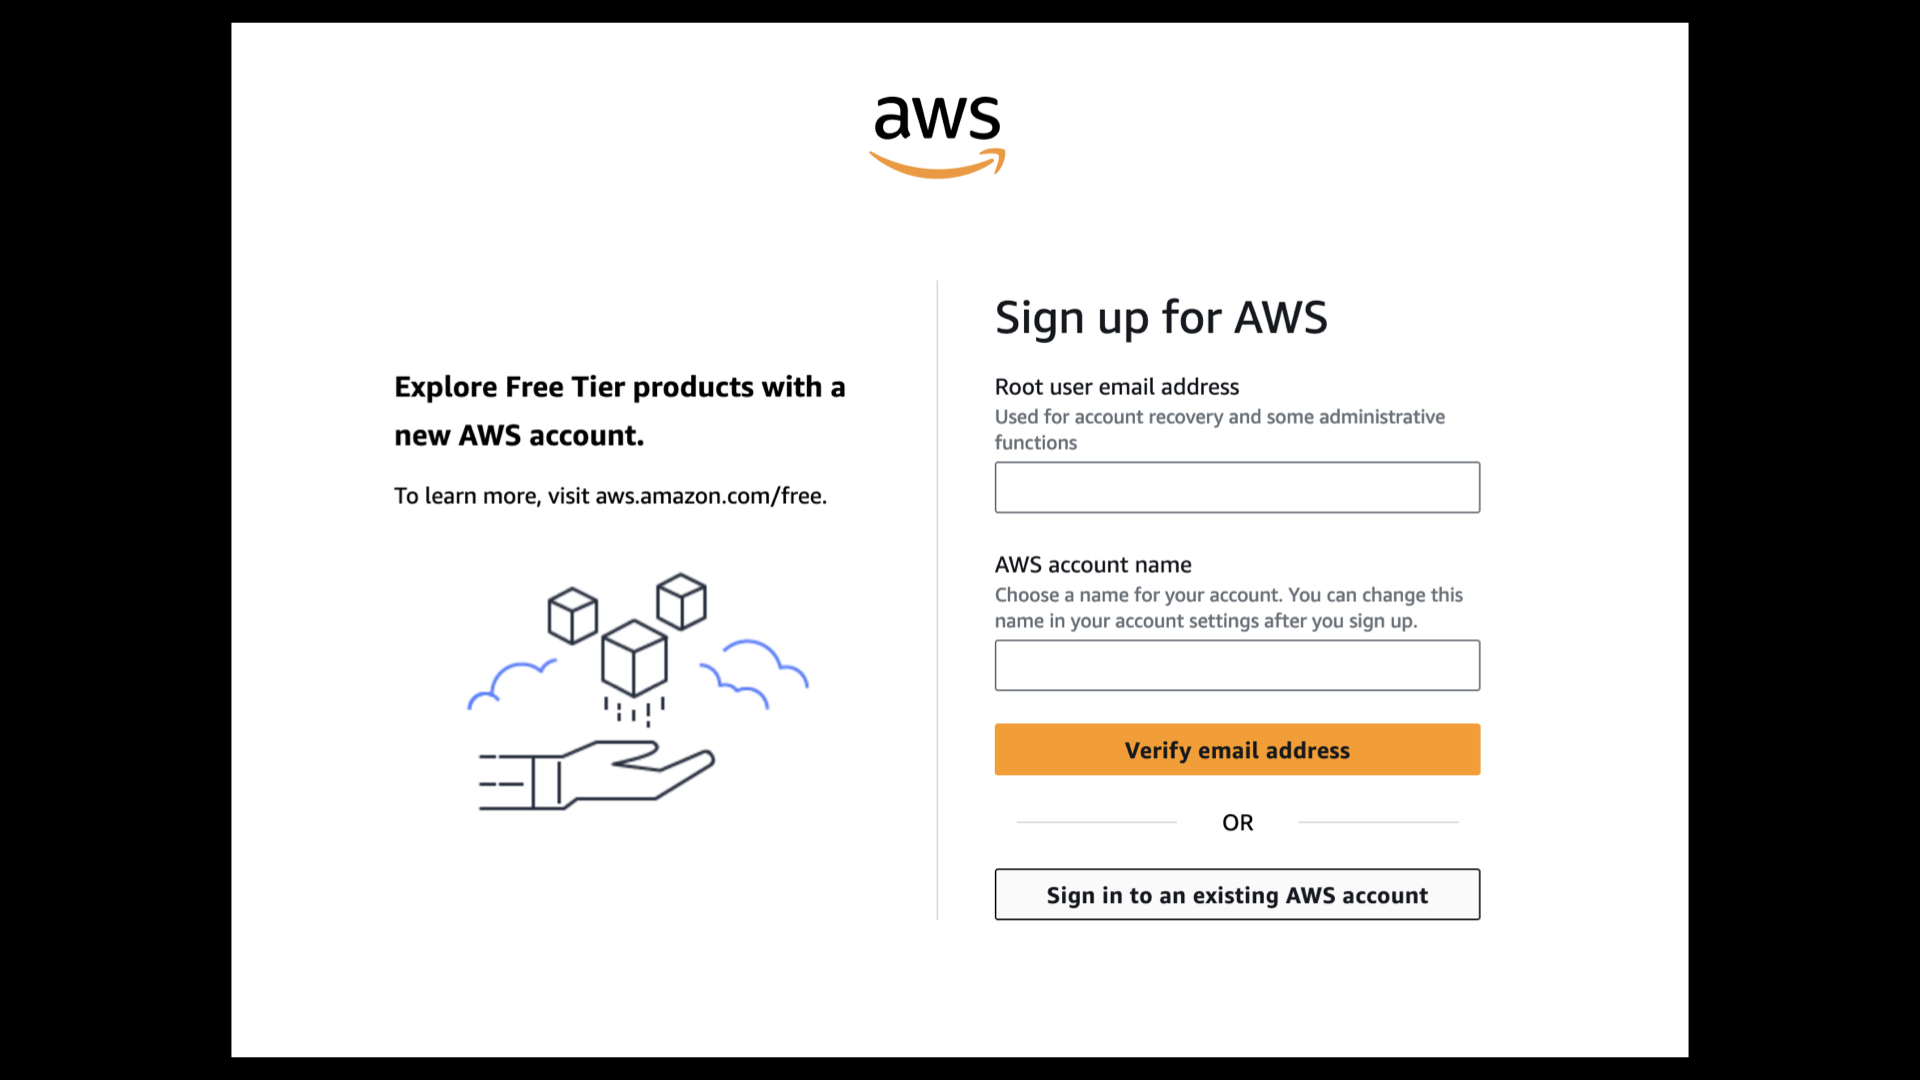 aws
Explore Free Tier products with a
new AWS account.
To learn more, visit aws.amazon.com/free.
Sign up for AWS
Root user email address
Used for account recovery and some administrative
functions
AWS account name
Choose a name for your account. You can change this
name in your account settings after you sign up.
Verify email address
OR
Sign in to an existing AWS account